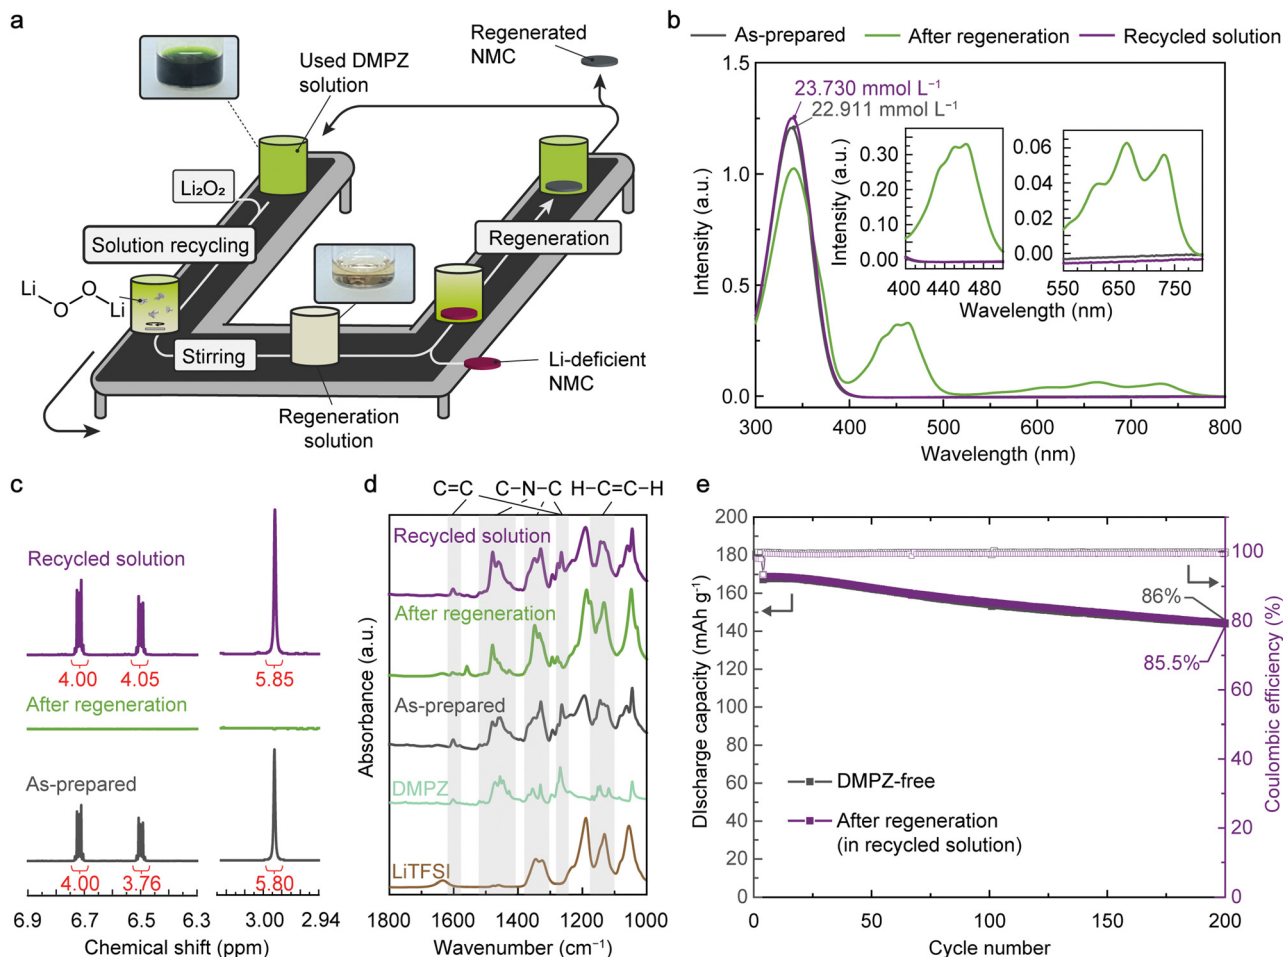 a
Regenerated
NMC
Used DMPZ
solution
Li₂O₂
Solution recycling
Regeneration
Li
O
O
Li
Stirring
Li-deficient
NMC
Regeneration
solution
b
As-prepared
After regeneration
Recycled solution
23.730 mmol L⁻¹
22.911 mmol L⁻¹
Intensity (a.u.)
1.5
1.0
0.5
0.0
300 400 500 600 700 800
Wavelength (nm)
Intensity (a.u.)
0.30
0.20
0.10
0.00
400 440 480
0.06
0.04
0.02
0.00
550 650 750
Wavelength (nm)
c
Recycled solution
4.00 4.05 5.85
After regeneration
As-prepared
4.00 3.76 5.80
6.9 6.7 6.5 6.3 3.00 2.94
Chemical shift (ppm)
d
C=C C–N–C H–C=C–H
Recycled solution
After regeneration
As-prepared
DMPZ
LiTFSI
Absorbance (a.u.)
1800 1600 1400 1200 1000
Wavenumber (cm⁻¹)
e
DIscharge capacity (mAh g⁻¹)
200
180
160
140
120
100
80
60
40
20
0
86%
85.5%
DMPZ-free
After regeneration
(in recycled solution)
100
80
60
40
20
0
Coulombic efficiency (%)
0 50 100 150 200
Cycle number